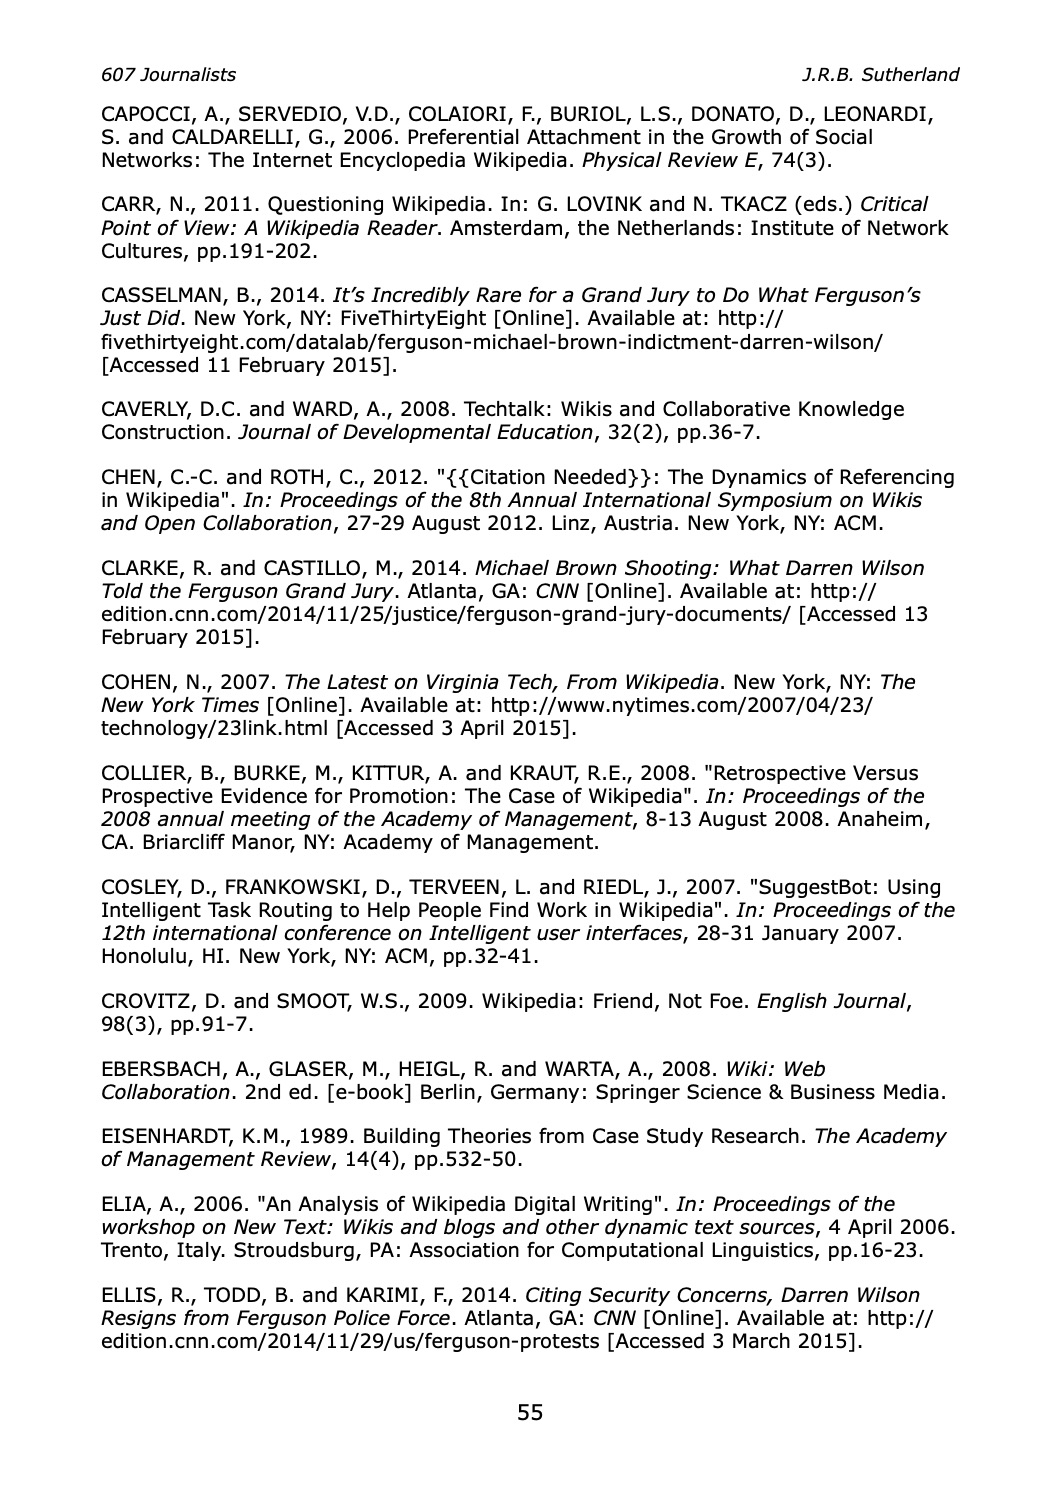 607 Journalists J.R.B. Sutherland
CAPOCCI, A., SERVEDIO, V.D., COLAIORI, F., BURIOL, L.S., DONATO, D., LEONARDI,
S. and CALDARELLI, G., 2006. Preferential Attachment in the Growth of Social
Networks: The Internet Encyclopedia Wikipedia. Physical Review E, 74(3).
CARR, N., 2011. Questioning Wikipedia. In: G. LOVINK and N. TKACZ (eds.) Critical
Point of View: A Wikipedia Reader. Amsterdam, the Netherlands: Institute of Network
Cultures, pp.191-202.
CASSELMAN, B., 2014. It’s Incredibly Rare for a Grand Jury to Do What Ferguson’s
Just Did. New York, NY: FiveThirtyEight [Online]. Available at: http://
fivethirtyeight.com/datalab/ferguson-michael-brown-indictment-darren-wilson/
[Accessed 11 February 2015].
CAVERLY, D.C. and WARD, A., 2008. Techtalk: Wikis and Collaborative Knowledge
Construction. Journal of Developmental Education, 32(2), pp.36-7.
CHEN, C.-C. and ROTH, C., 2012. "{{Citation Needed}}: The Dynamics of Referencing
in Wikipedia". In: Proceedings of the 8th Annual International Symposium on Wikis
and Open Collaboration, 27-29 August 2012. Linz, Austria. New York, NY: ACM.
CLARKE, R. and CASTILLO, M., 2014. Michael Brown Shooting: What Darren Wilson
Told the Ferguson Grand Jury. Atlanta, GA: CNN [Online]. Available at: http://
edition.cnn.com/2014/11/25/justice/ferguson-grand-jury-documents/ [Accessed 13
February 2015].
COHEN, N., 2007. The Latest on Virginia Tech, From Wikipedia. New York, NY: The
New York Times [Online]. Available at: http://www.nytimes.com/2007/04/23/
technology/23link.html [Accessed 3 April 2015].
COLLIER, B., BURKE, M., KITTUR, A. and KRAUT, R.E., 2008. "Retrospective Versus
Prospective Evidence for Promotion: The Case of Wikipedia". In: Proceedings of the
2008 annual meeting of the Academy of Management, 8-13 August 2008. Anaheim,
CA. Briarcliff Manor, NY: Academy of Management.
COSLEY, D., FRANKOWSKI, D., TERVEEN, L. and RIEDL, J., 2007. "SuggestBot: Using
Intelligent Task Routing to Help People Find Work in Wikipedia". In: Proceedings of the
12th international conference on Intelligent user interfaces, 28-31 January 2007.
Honolulu, HI. New York, NY: ACM, pp.32-41.
CROVITZ, D. and SMOOT, W.S., 2009. Wikipedia: Friend, Not Foe. English Journal,
98(3), pp.91-7.
EBERSBACH, A., GLASER, M., HEIGL, R. and WARTA, A., 2008. Wiki: Web
Collaboration. 2nd ed. [e-book] Berlin, Germany: Springer Science & Business Media.
EISENHARDT, K.M., 1989. Building Theories from Case Study Research. The Academy
of Management Review, 14(4), pp.532-50.
ELIA, A., 2006. "An Analysis of Wikipedia Digital Writing". In: Proceedings of the
workshop on New Text: Wikis and blogs and other dynamic text sources, 4 April 2006.
Trento, Italy. Stroudsburg, PA: Association for Computational Linguistics, pp.16-23.
ELLIS, R., TODD, B. and KARIMI, F., 2014. Citing Security Concerns, Darren Wilson
Resigns from Ferguson Police Force. Atlanta, GA: CNN [Online]. Available at: http://
edition.cnn.com/2014/11/29/us/ferguson-protests [Accessed 3 March 2015].
55